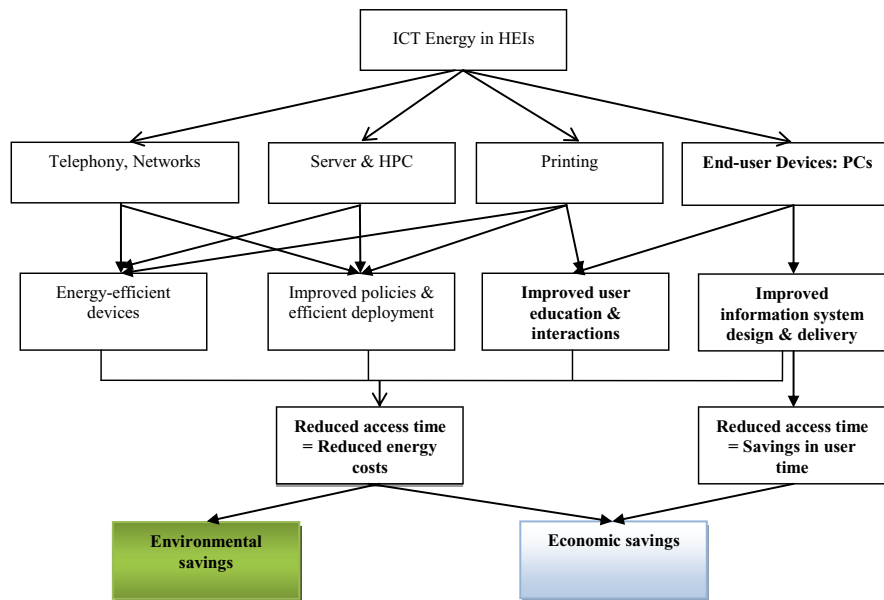 ICT Energy in HEIs
Telephony, Networks
Server & HPC
Printing
End-user Devices: PCs
Energy-efficient
devices
Improved policies &
efficient deployment
Improved user
education &
interactions
Improved
information system
design & delivery
Reduced access time
= Reduced energy
costs
Reduced access time
= Savings in user
time
Environmental
savings
Economic savings